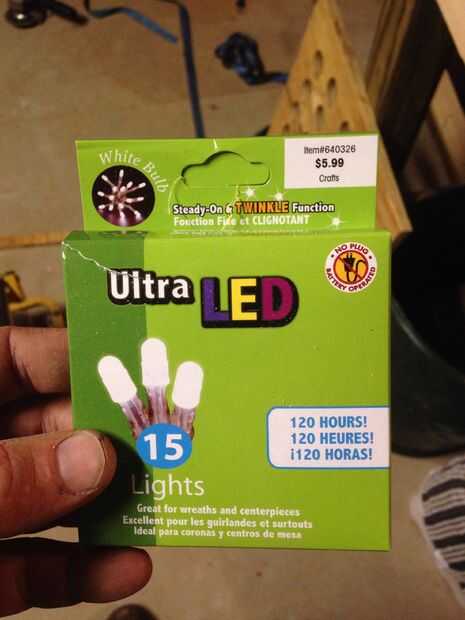 Item#640326
$5.99
Crafts
White Bulb
Steady-On & TWINKLE Function
Fonction Fixe et CLIGNOTANT
NO PLUG
BATTERY OPERATED
Ultra LED
120 HOURS!
120 HEURES!
¡120 HORAS!
15
Lights
Great for wreaths and centerpieces
Excellent pour les guirlandes et surtouts
Ideal para coronas y centros de mesa